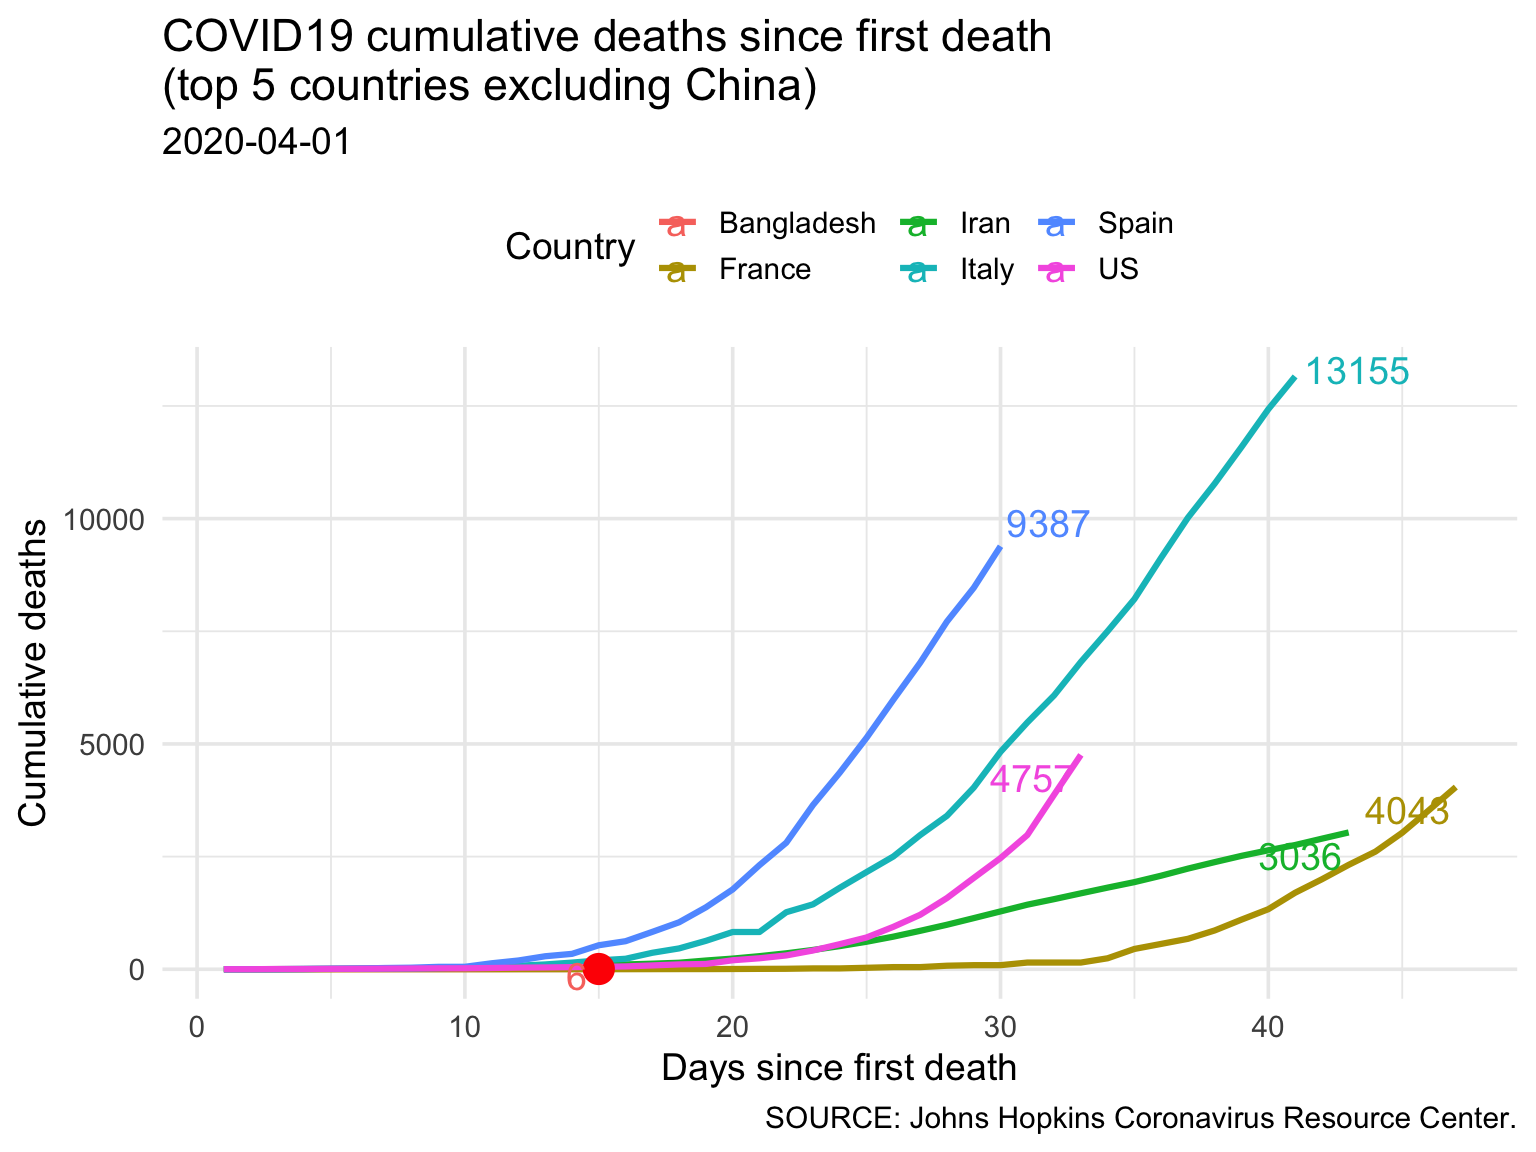 COVID19 cumulative deaths since first death
(top 5 countries excluding China)
2020-04-01
Country
a Bangladesh a Iran a Spain
a France a Italy a US
13155
9387
4757
4043
3036
6
10000
5000
0
Cumulative deaths
0 10 20 30 40
Days since first death
SOURCE: Johns Hopkins Coronavirus Resource Center.